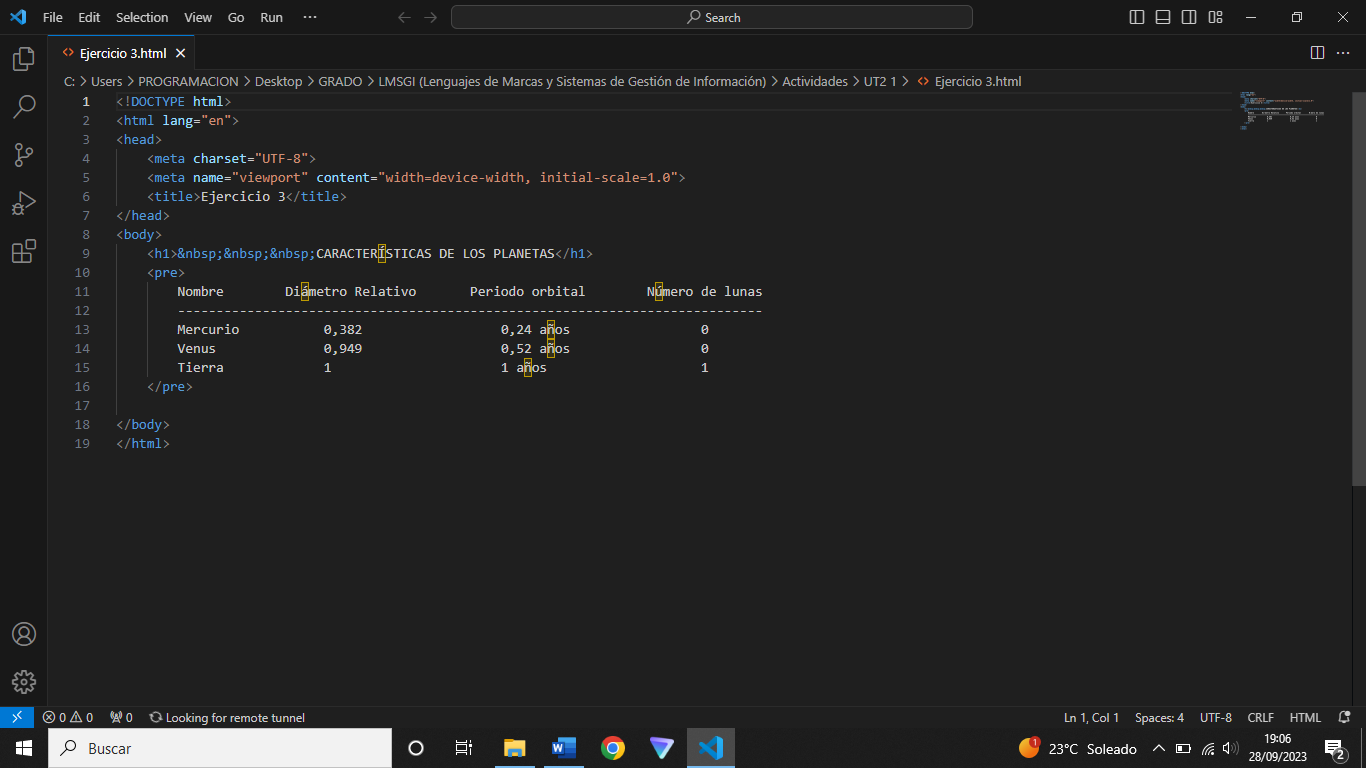 File Edit Selection View Go Run ··· Search
Ejercicio 3.html
C: > Users > PROGRAMACION > Desktop > GRADO > LMSGI (Lenguajes de Marcas y Sistemas de Gestión de Información) > Actividades > UT2 1 > Ejercicio 3.html
1 <!DOCTYPE html>
2 <html lang="en">
3 <head>
4 <meta charset="UTF-8">
5 <meta name="viewport" content="width=device-width, initial-scale=1.0">
6 <title>Ejercicio 3</title>
7 </head>
8 <body>
9 <h1>&nbsp;&nbsp;&nbsp;CARACTERÍSTICAS DE LOS PLANETAS</h1>
10 <pre>
11 Nombre Diámetro Relativo Periodo orbital Número de lunas
12 ----------------------------------------------------------------------------
13 Mercurio 0,382 0,24 años 0
14 Venus 0,949 0,52 años 0
15 Tierra 1 1 años 1
16 </pre>
17
18 </body>
19 </html>
0 0 0 Looking for remote tunnel Ln 1, Col 1 Spaces: 4 UTF-8 CRLF HTML
Buscar 1 23°C Soleado 19:06
28/09/2023 2